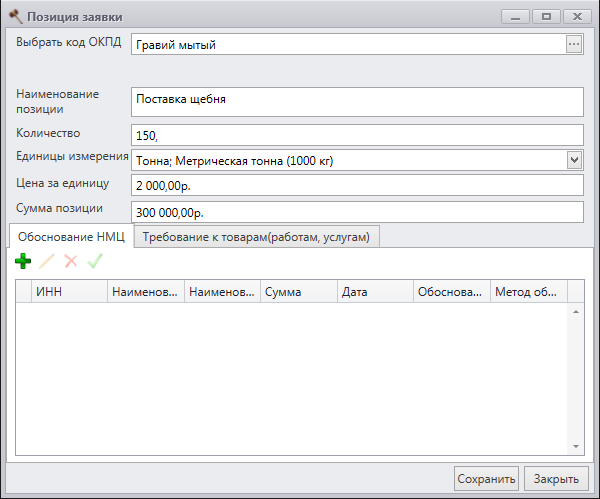 Позиция заявки
Выбрать код ОКПД
Гравий мытый
...
Наименование
позиции
Поставка щебня
Количество
150,
Единицы измерения
Тонна; Метрическая тонна (1000 кг)
Цена за единицу
2 000,00р.
Сумма позиции
300 000,00р.
Обоснование НМЦ
Требование к товарам(работам, услугам)
ИНН
Наименов...
Наименов...
Сумма
Дата
Обоснова...
Метод об...
Сохранить
Закрыть